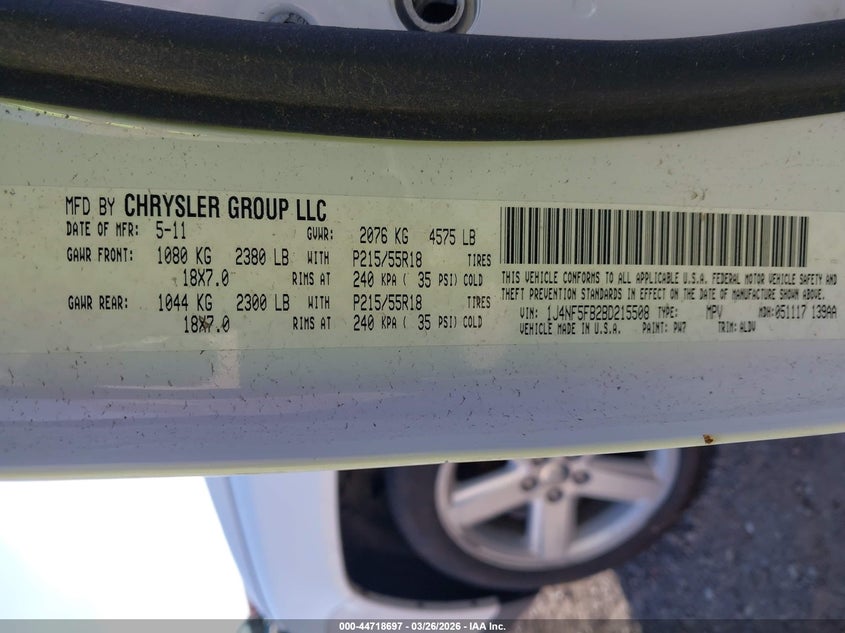 MFD BY CHRYSLER GROUP LLC
DATE OF MFR: 5-11 GVWR: 2076 KG 4575 LB
GAWR FRONT: 1080 KG 2380 LB WITH P215/55R18 TIRES
18X7.0 RIMS AT 240 KPA ( 35 PSI) COLD
GAWR REAR: 1044 KG 2300 LB WITH P215/55R18 TIRES
18X7.0 RIMS AT 240 KPA ( 35 PSI) COLD
THIS VEHICLE CONFORMS TO ALL APPLICABLE U.S.A. FEDERAL MOTOR VEHICLE SAFETY AND
THEFT PREVENTION STANDARDS IN EFFECT ON THE DATE OF MANUFACTURE SHOWN ABOVE.
VIN: 1J4NF5FB2BD215508 TYPE: MPV MDH: 051117 139AA
VEHICLE MADE IN U.S.A. PAINT: PW7 TRIM: ALDV
000-44718697 - 03/26/2026 - IAA Inc.